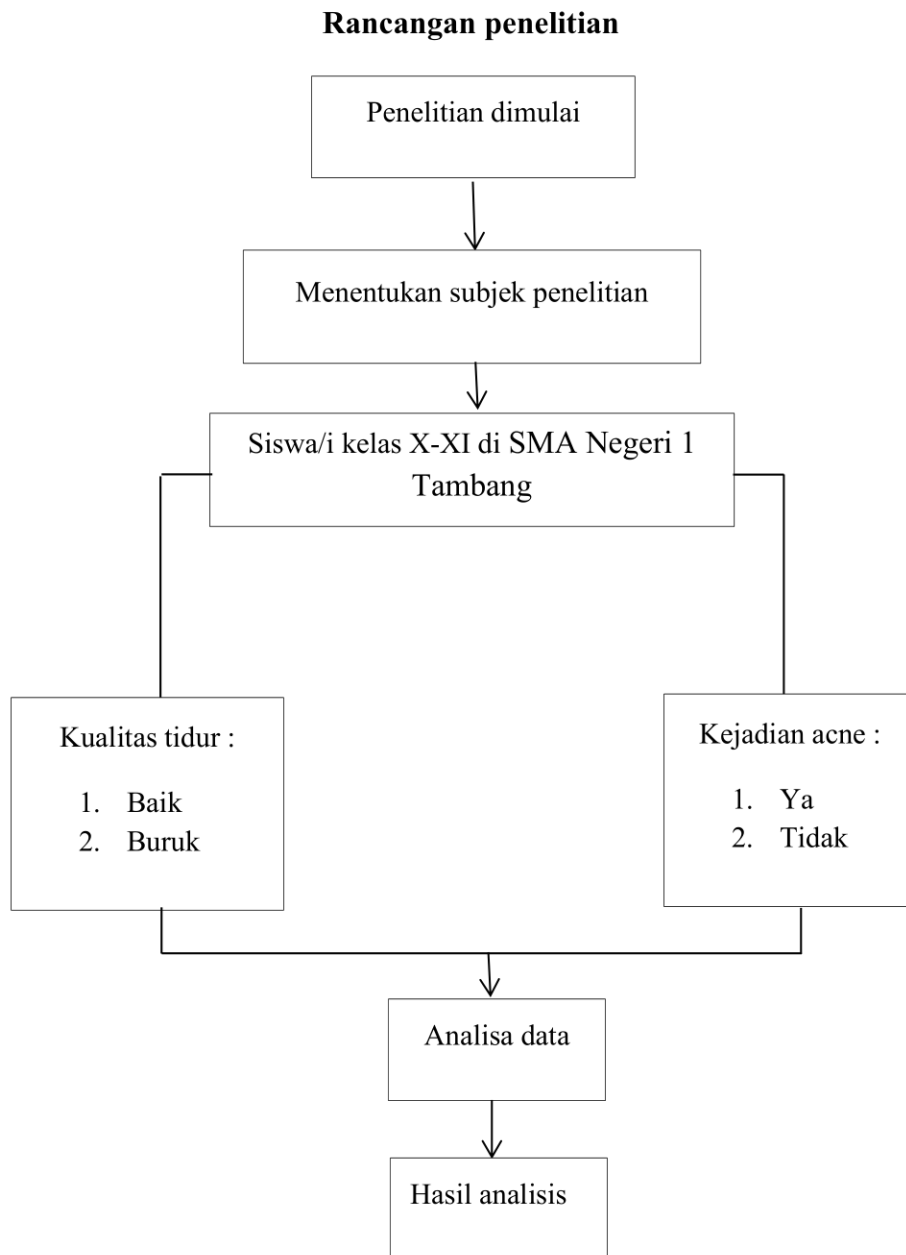 Rancangan penelitian
Penelitian dimulai
Menentukan subjek penelitian
Siswa/i kelas X-XI di SMA Negeri 1
Tambang
Kualitas tidur :
1. Baik
2. Buruk
Kejadian acne :
1. Ya
2. Tidak
Analisa data
Hasil analisis